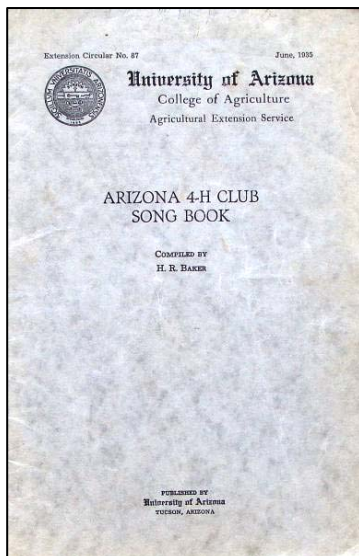 Extension Circular No. 87 June, 1935
University of Arizona
College of Agriculture
Agricultural Extension Service
ARIZONA 4-H CLUB
SONG BOOK
COMPILED BY
H. R. BAKER
PUBLISHED BY
University of Arizona
TUCSON, ARIZONA